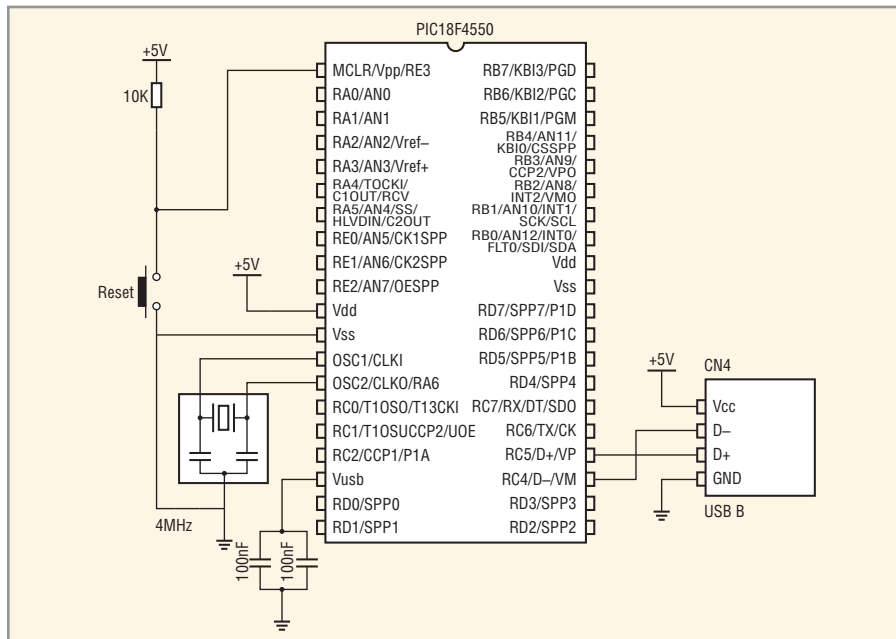 PIC18F4550
+5V
10K
Reset
+5V
4MHz
100nF
100nF
MCLR/Vpp/RE3
RA0/AN0
RA1/AN1
RA2/AN2/Vref–
RA3/AN3/Vref+
RA4/TOCKI/
C1OUT/RCV
RA5/AN4/SS/
HLVDIN/C2OUT
RE0/AN5/CK1SPP
RE1/AN6/CK2SPP
RE2/AN7/OESPP
Vdd
Vss
OSC1/CLKI
OSC2/CLKO/RA6
RC0/T1OSO/T13CKI
RC1/T1OSUCCP2/UOE
RC2/CCP1/P1A
Vusb
RD0/SPP0
RD1/SPP1
RB7/KBI3/PGD
RB6/KBI2/PGC
RB5/KBI1/PGM
RB4/AN11/
KBI0/CSSPP
RB3/AN9/
CCP2/VPO
RB2/AN8/
INT2/VMO
RB1/AN10/INT1/
SCK/SCL
RB0/AN12/INT0/
FLT0/SDI/SDA
Vdd
Vss
RD7/SPP7/P1D
RD6/SPP6/P1C
RD5/SPP5/P1B
RD4/SPP4
RC7/RX/DT/SDO
RC6/TX/CK
RC5/D+/VP
RC4/D–/VM
RD3/SPP3
RD2/SPP2
+5V
CN4
Vcc
D–
D+
GND
USB B